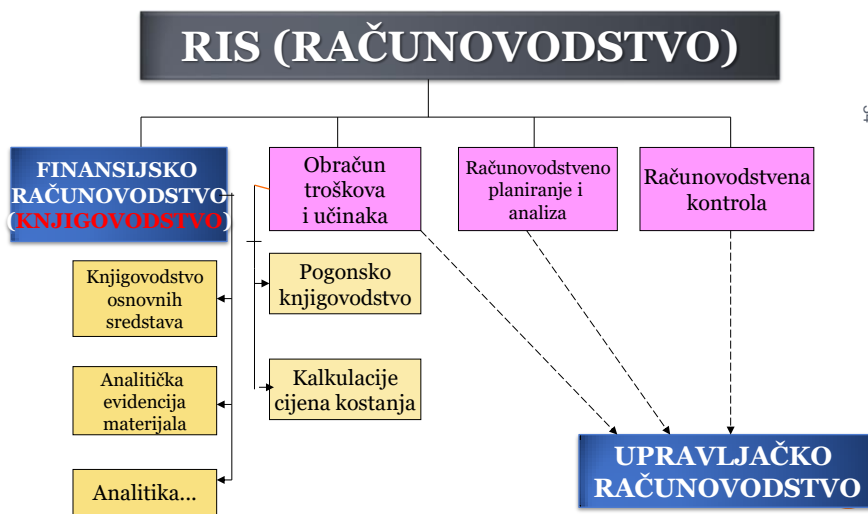 RIS (RAČUNOVODSTVO)
FINANSIJSKO
RAČUNOVODSTVO
(KNJIGOVODSTVO)
Obračun
troškova
i učinaka
Računovodstveno
planiranje i
analiza
Računovodstvena
kontrola
Knjigovodstvo
osnovnih
sredstava
Pogonsko
knjigovodstvo
Analitička
evidencija
materijala
Kalkulacije
cijena kostanja
Analitika...
UPRAVLJAČKO
RAČUNOVODSTVO